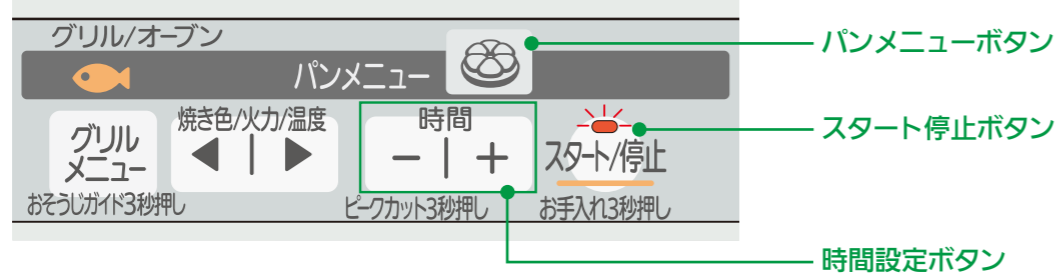 グリル/オーブン
パンメニュー
パンメニューボタン
グリル
メニュー
焼き色/火力/温度
◀ | ▶
時間
− | +
スタート/停止
スタート停止ボタン
おそうじガイド3秒押し
ピークカット3秒押し
お手入れ3秒押し
時間設定ボタン